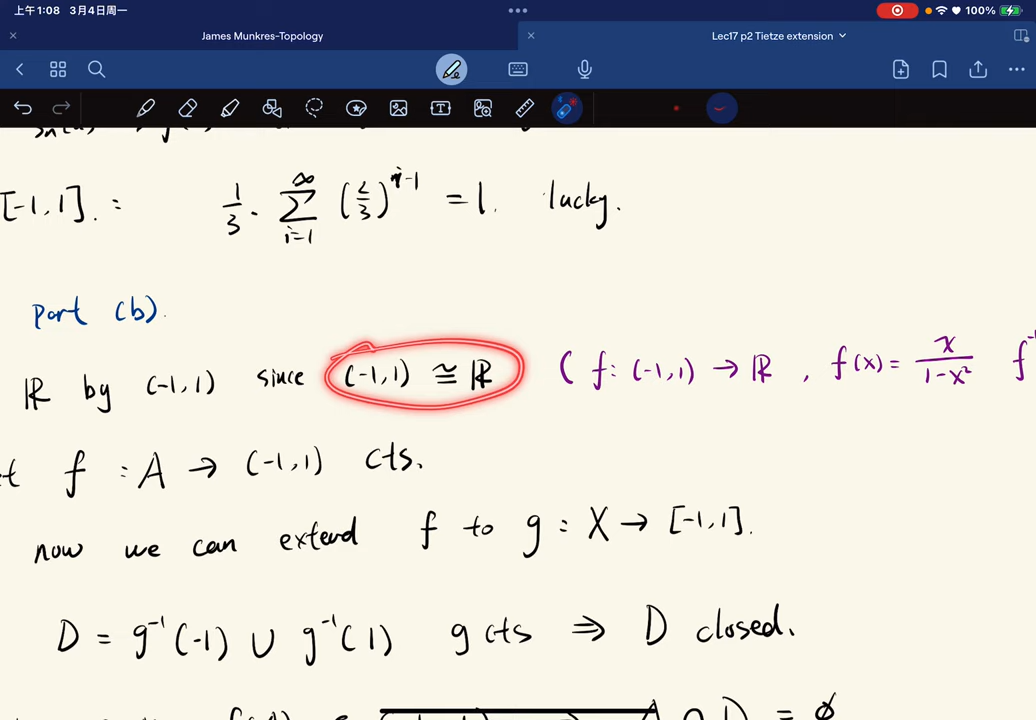 上午1:08 3月4日周一
100%
James Munkres-Topology
Lec17 p2 Tietze extension
[-1,1]. : 1/3 · ∑_{i=1}^{∞} (2/3)^{i-1} = 1. lucky.
part (b).
ℝ by (-1,1) since (-1,1) ≅ ℝ ( f: (-1,1) → ℝ , f(x) = x/(1-x²) f⁻¹
f : A → (-1,1) cts.
now we can extend f to g : X → [-1,1].
D = g⁻¹(-1) ∪ g⁻¹(1) g cts ⇒ D closed.
A ∩ D = ∅